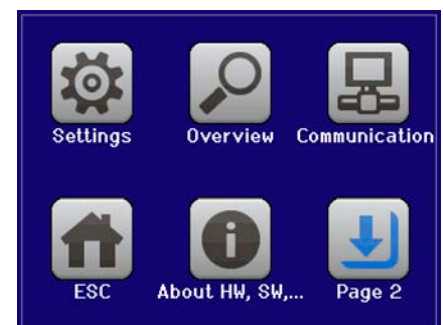 Settings
Overview
Communication
ESC
About HW, SW,...
Page 2